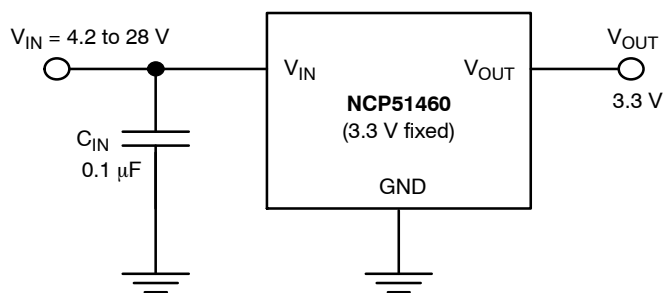 V_IN = 4.2 to 28 V
V_IN
V_OUT
NCP51460
(3.3 V fixed)
GND
V_OUT
3.3 V
C_IN
0.1 μF